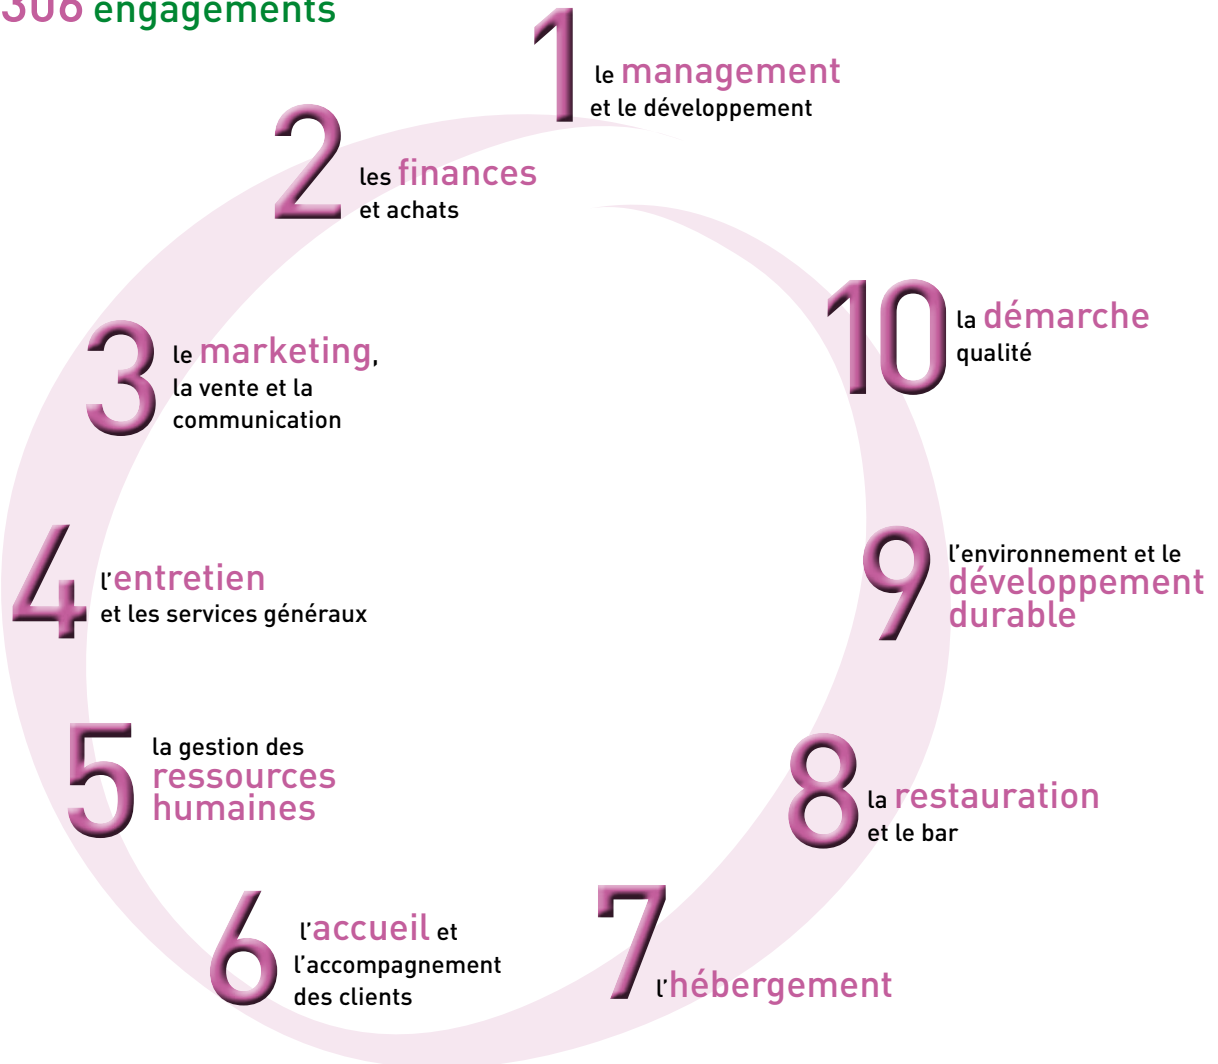 306 engagements
1
le management
et le développement
2
les finances
et achats
3
le marketing,
la vente et la
communication
4
l'entretien
et les services généraux
5
la gestion des
ressources
humaines
6
l'accueil et
l'accompagnement
des clients
7
l'hébergement
8
la restauration
et le bar
9
l'environnement et le
développement
durable
10
la démarche
qualité